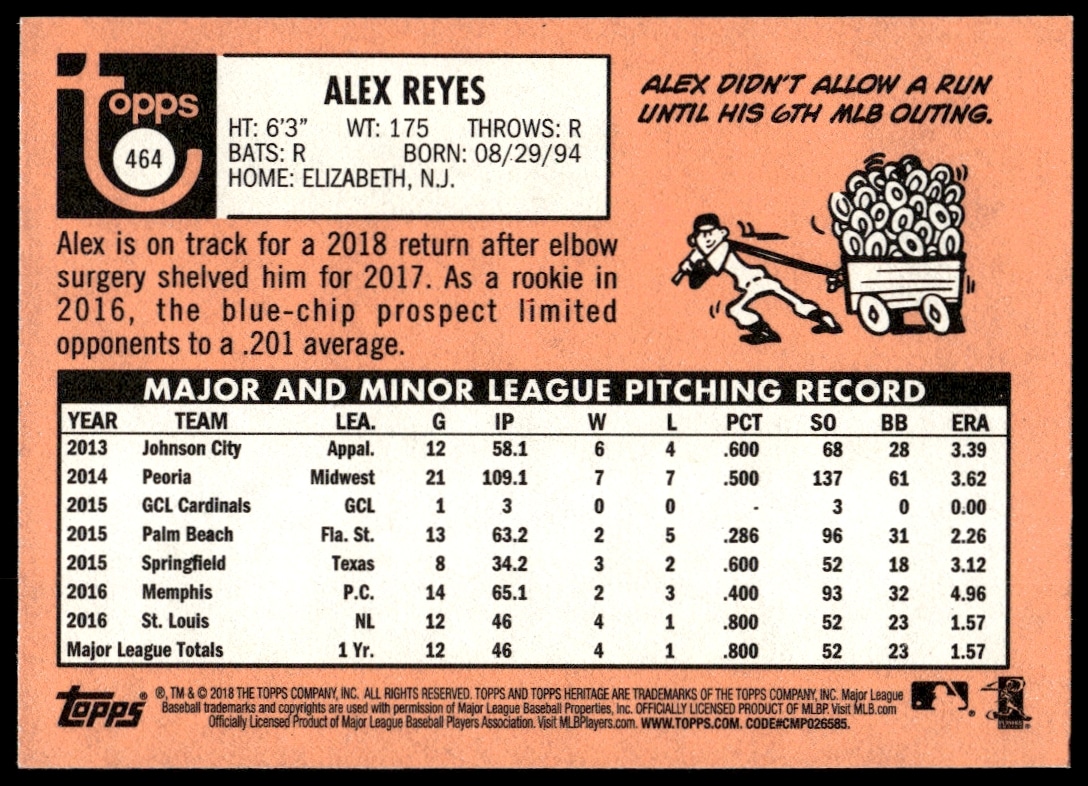 Topps
464
ALEX REYES
HT: 6'3" WT: 175 THROWS: R
BATS: R BORN: 08/29/94
HOME: ELIZABETH, N.J.
ALEX DIDN'T ALLOW A RUN
UNTIL HIS 6TH MLB OUTING.
Alex is on track for a 2018 return after elbow
surgery shelved him for 2017. As a rookie in
2016, the blue-chip prospect limited
opponents to a .201 average.
MAJOR AND MINOR LEAGUE PITCHING RECORD
YEAR TEAM LEA. G IP W L PCT SO BB ERA
2013 Johnson City Appal. 12 58.1 6 4 .600 68 28 3.39
2014 Peoria Midwest 21 109.1 7 7 .500 137 61 3.62
2015 GCL Cardinals GCL 1 3 0 0 - 3 0 0.00
2015 Palm Beach Fla. St. 13 63.2 2 5 .286 96 31 2.26
2015 Springfield Texas 8 34.2 3 2 .600 52 18 3.12
2016 Memphis P.C. 14 65.1 2 3 .400 93 32 4.96
2016 St. Louis NL 12 46 4 1 .800 52 23 1.57
Major League Totals 1 Yr. 12 46 4 1 .800 52 23 1.57
Topps ®, TM & © 2018 THE TOPPS COMPANY, INC. ALL RIGHTS RESERVED. TOPPS AND TOPPS HERITAGE ARE TRADEMARKS OF THE TOPPS COMPANY, INC. Major League
Baseball trademarks and copyrights are used with permission of Major League Baseball Properties, Inc. OFFICIALLY LICENSED PRODUCT OF MLBP. Visit MLB.com
Officially Licensed Product of Major League Baseball Players Association. Visit MLBPlayers.com. WWW.TOPPS.COM. CODE#CMP026585.